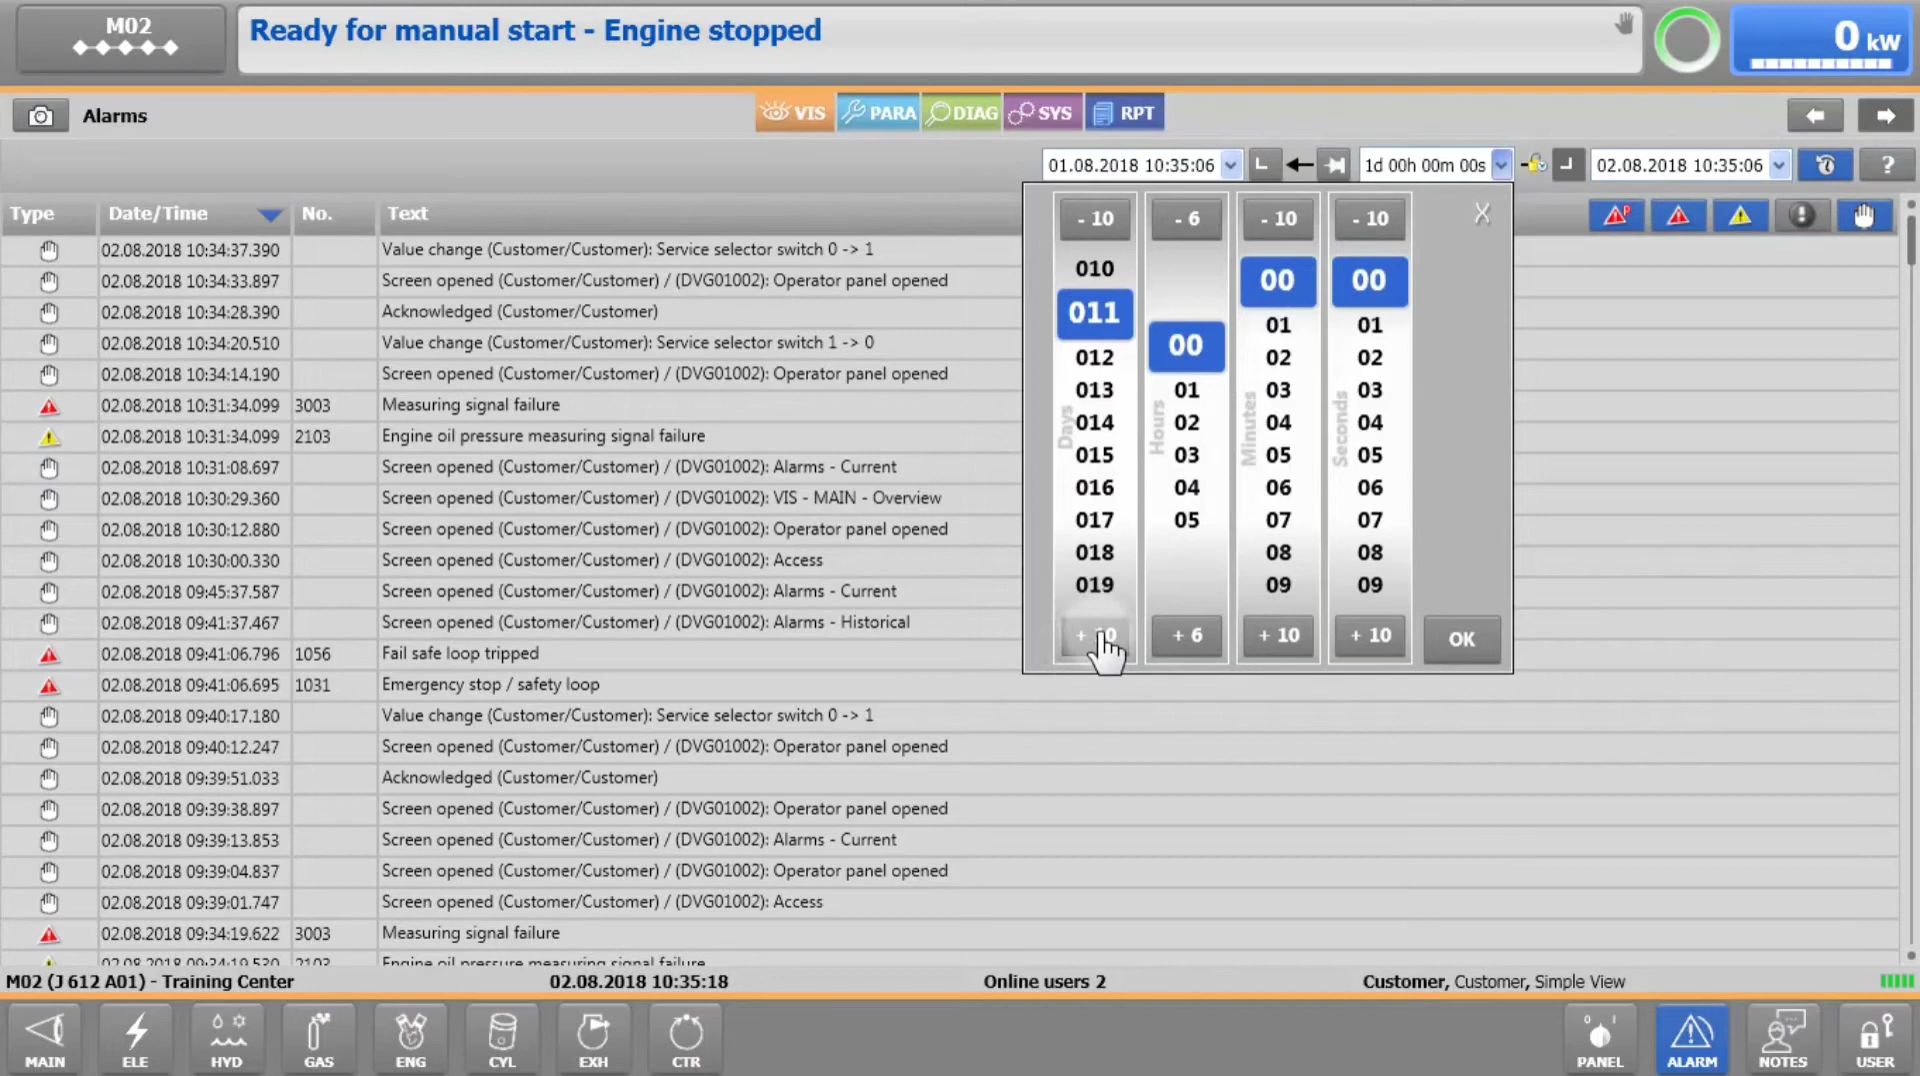 M02
Ready for manual start - Engine stopped
0 kW
Alarms
VIS PARA DIAG SYS RPT
01.08.2018 10:35:06 1d 00h 00m 00s 02.08.2018 10:35:06 ?
Type Date/Time No. Text
02.08.2018 10:34:37.390 Value change (Customer/Customer): Service selector switch 0 -> 1
02.08.2018 10:34:33.897 Screen opened (Customer/Customer) / (DVG01002): Operator panel opened
02.08.2018 10:34:28.390 Acknowledged (Customer/Customer)
02.08.2018 10:34:20.510 Value change (Customer/Customer): Service selector switch 1 -> 0
02.08.2018 10:34:14.190 Screen opened (Customer/Customer) / (DVG01002): Operator panel opened
02.08.2018 10:31:34.099 3003 Measuring signal failure
02.08.2018 10:31:34.099 2103 Engine oil pressure measuring signal failure
02.08.2018 10:31:08.697 Screen opened (Customer/Customer) / (DVG01002): Alarms - Current
02.08.2018 10:30:29.360 Screen opened (Customer/Customer) / (DVG01002): VIS - MAIN - Overview
02.08.2018 10:30:12.880 Screen opened (Customer/Customer) / (DVG01002): Operator panel opened
02.08.2018 10:30:00.330 Screen opened (Customer/Customer) / (DVG01002): Access
02.08.2018 09:45:37.587 Screen opened (Customer/Customer) / (DVG01002): Alarms - Current
02.08.2018 09:41:37.467 Screen opened (Customer/Customer) / (DVG01002): Alarms - Historical
02.08.2018 09:41:06.796 1056 Fail safe loop tripped
02.08.2018 09:41:06.695 1031 Emergency stop / safety loop
02.08.2018 09:40:17.180 Value change (Customer/Customer): Service selector switch 0 -> 1
02.08.2018 09:40:12.247 Screen opened (Customer/Customer) / (DVG01002): Operator panel opened
02.08.2018 09:39:51.033 Acknowledged (Customer/Customer)
02.08.2018 09:39:38.897 Screen opened (Customer/Customer) / (DVG01002): Operator panel opened
02.08.2018 09:39:13.853 Screen opened (Customer/Customer) / (DVG01002): Alarms - Current
02.08.2018 09:39:04.837 Screen opened (Customer/Customer) / (DVG01002): Operator panel opened
02.08.2018 09:39:01.747 Screen opened (Customer/Customer) / (DVG01002): Access
02.08.2018 09:34:19.622 3003 Measuring signal failure
02.08.2018 09:34:19.530 2103 Engine oil pressure measuring signal failure
- 10 - 6 - 10 - 10 X
010
011 00 00
012 00 01 01
013 01 02 02
014 02 03 03
015 03 04 04
016 04 05 05
017 05 06 06
018 07 07
019 08 08
09 09
Days Hours Minutes Seconds
+ 10 + 6 + 10 + 10 OK
M02 (J 612 A01) - Training Center 02.08.2018 10:35:18 Online users 2 Customer, Customer, Simple View
MAIN ELE HYD GAS ENG CYL EXH CTR PANEL ALARM NOTES USER